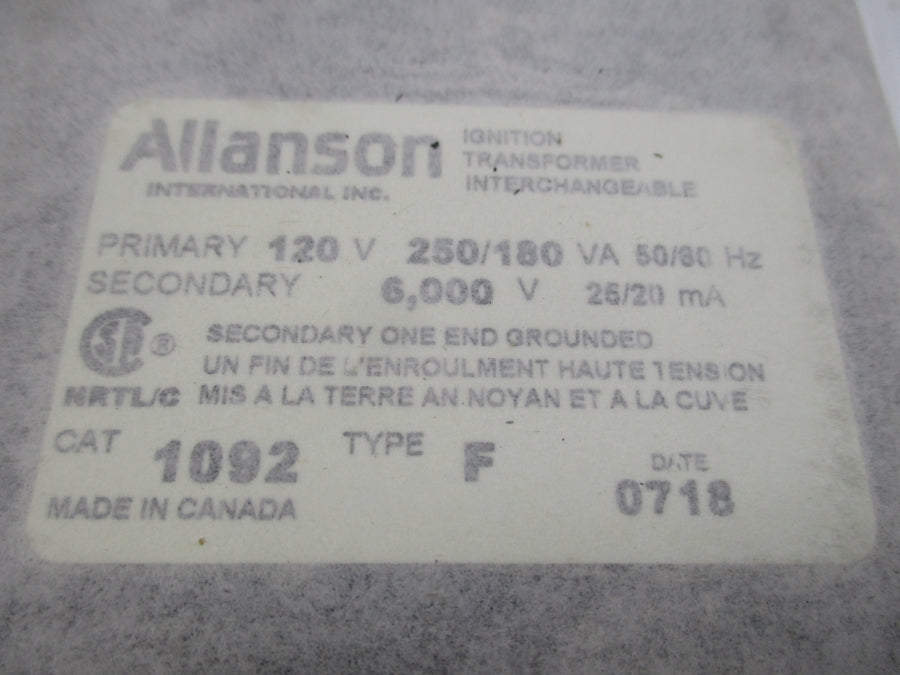 Allanson
INTERNATIONAL INC.
IGNITION
TRANSFORMER
INTERCHANGEABLE
PRIMARY 120 V 250/180 VA 50/60 Hz
SECONDARY 6,000 V 25/20 mA
SECONDARY ONE END GROUNDED
UN FIN DE L'ENROULMENT HAUTE TENSION
MIS A LA TERRE AN NOYAN ET A LA CUVE
SP ®
NRTL/C
CAT 1092 TYPE F
DATE
0718
MADE IN CANADA